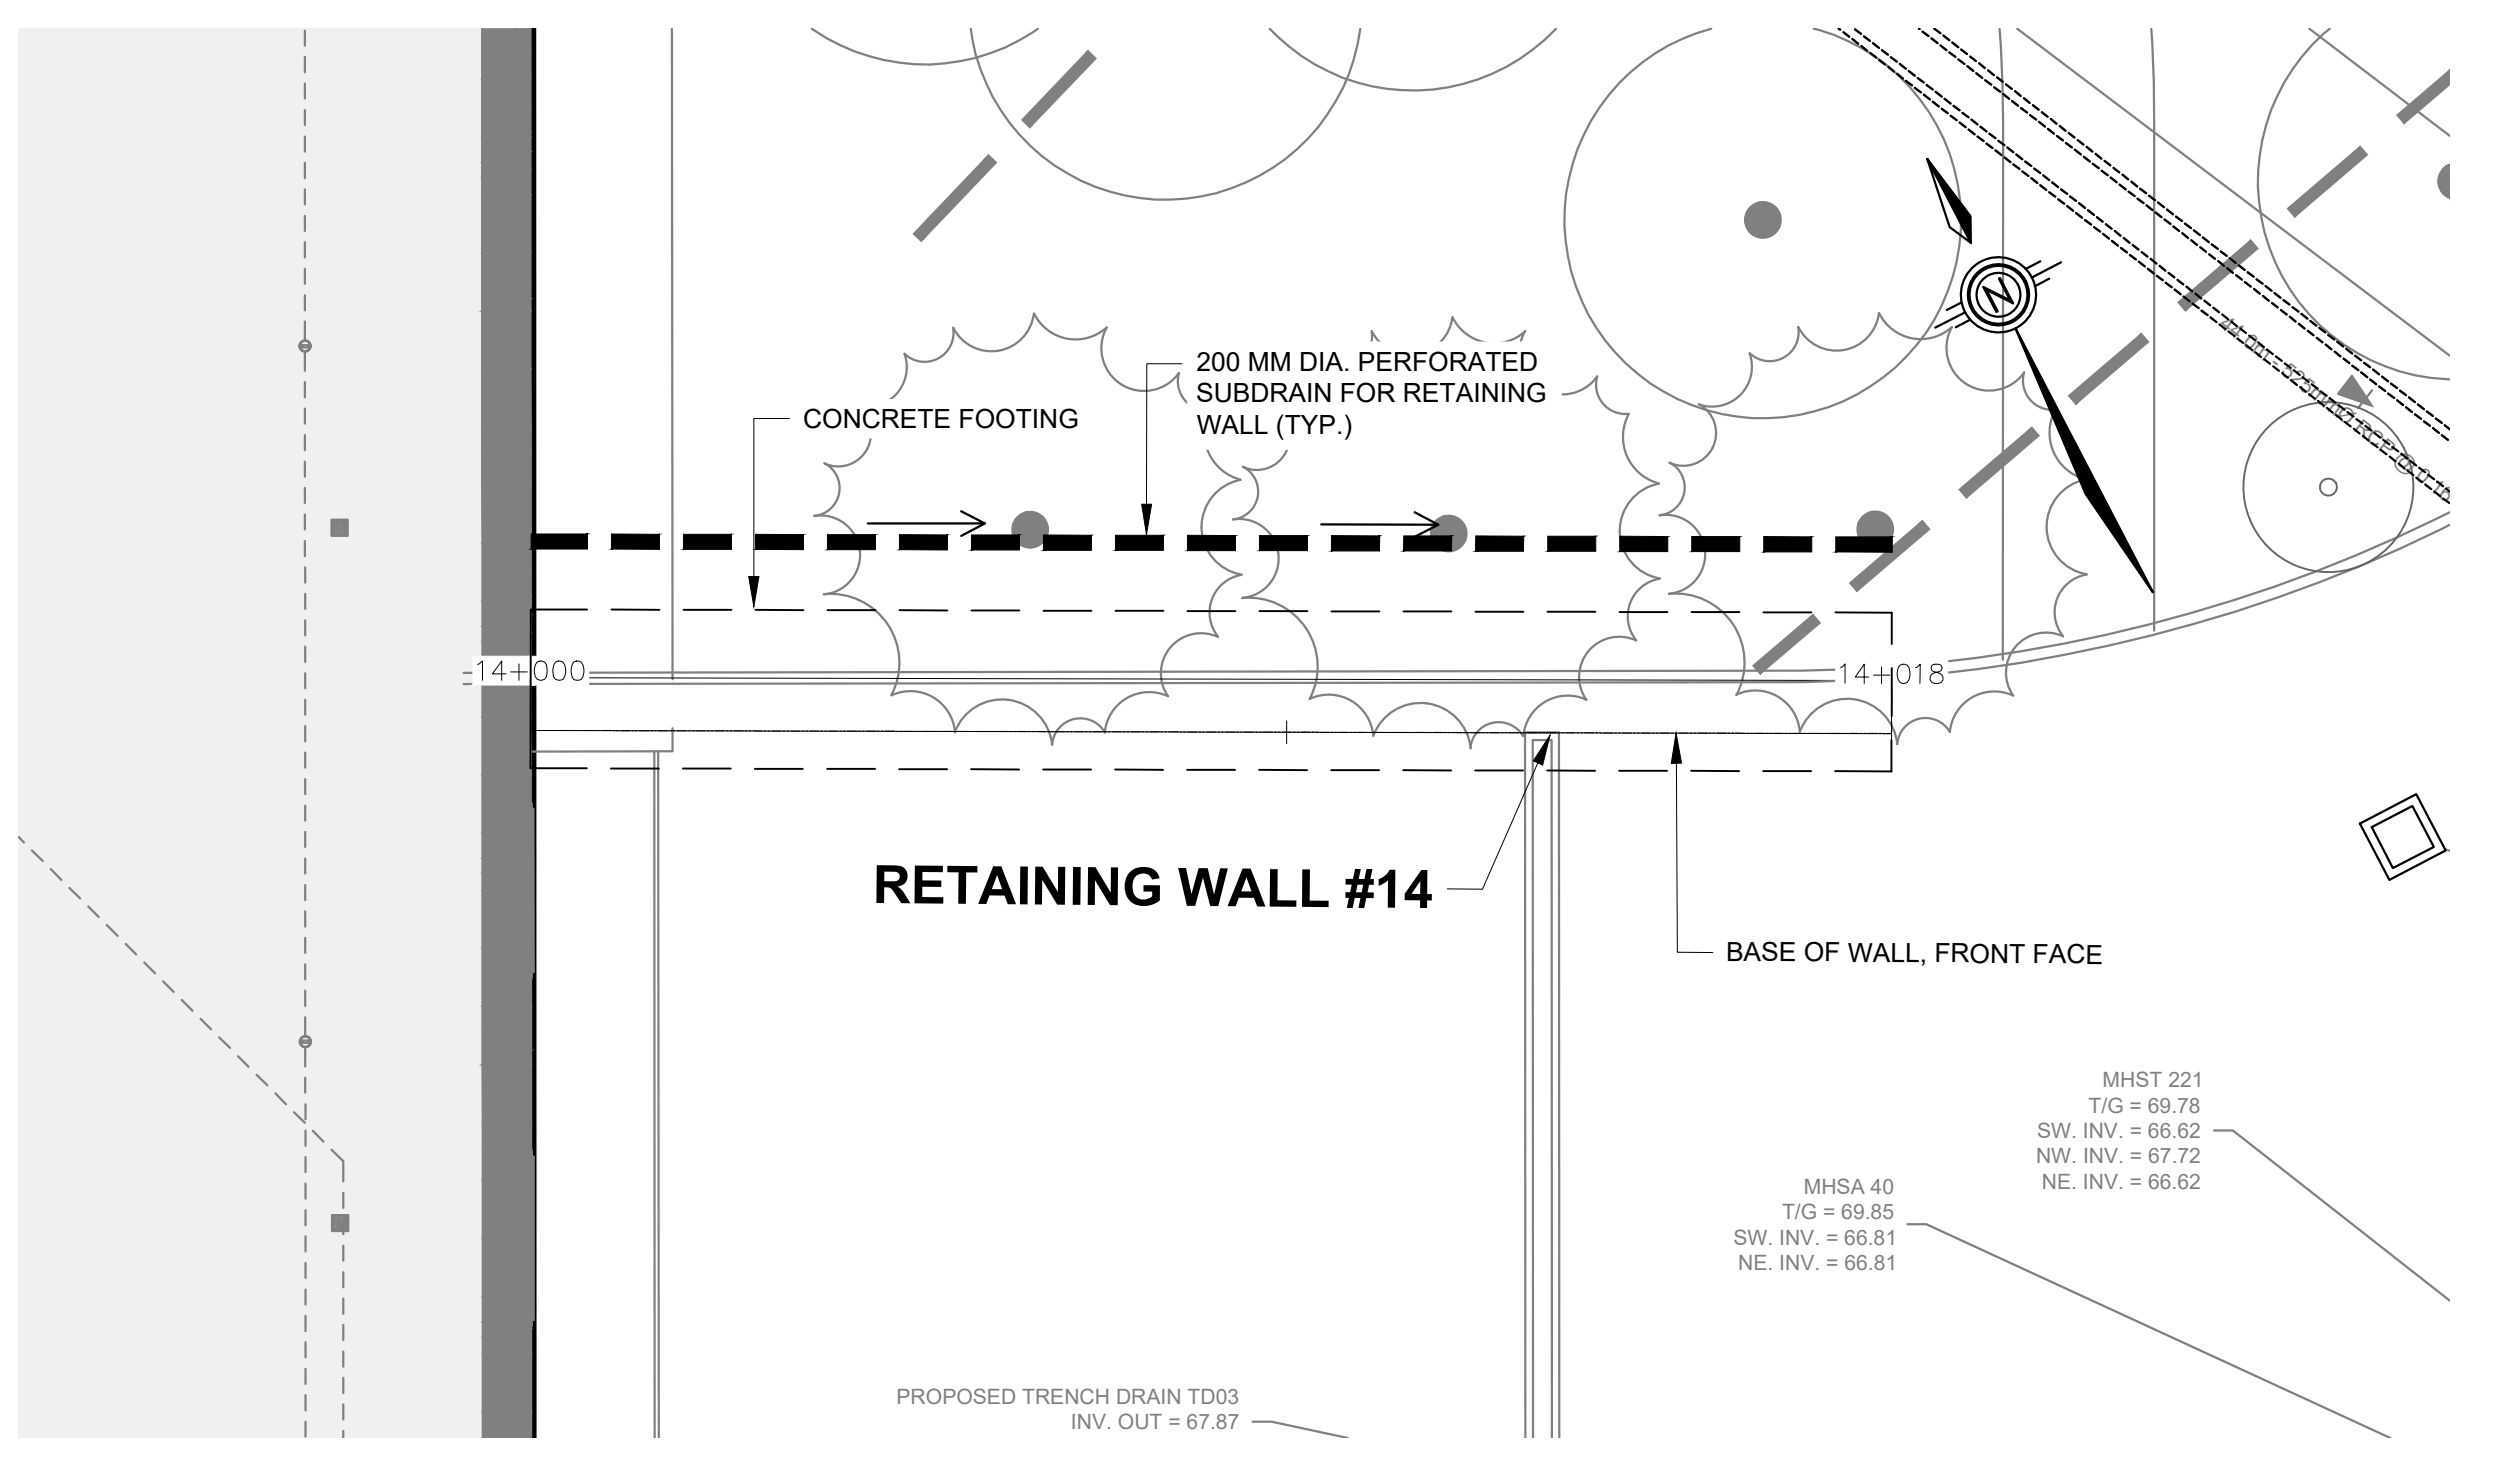 N
200 MM DIA. PERFORATED
SUBDRAIN FOR RETAINING
WALL (TYP.)
CONCRETE FOOTING
14+000
14+018
RETAINING WALL #14
BASE OF WALL, FRONT FACE
MHST 221
T/G = 69.78
SW. INV. = 66.62
NW. INV. = 67.72
NE. INV. = 66.62
MHSA 40
T/G = 69.85
SW. INV. = 66.81
NE. INV. = 66.81
PROPOSED TRENCH DRAIN TD03
INV. OUT = 67.87